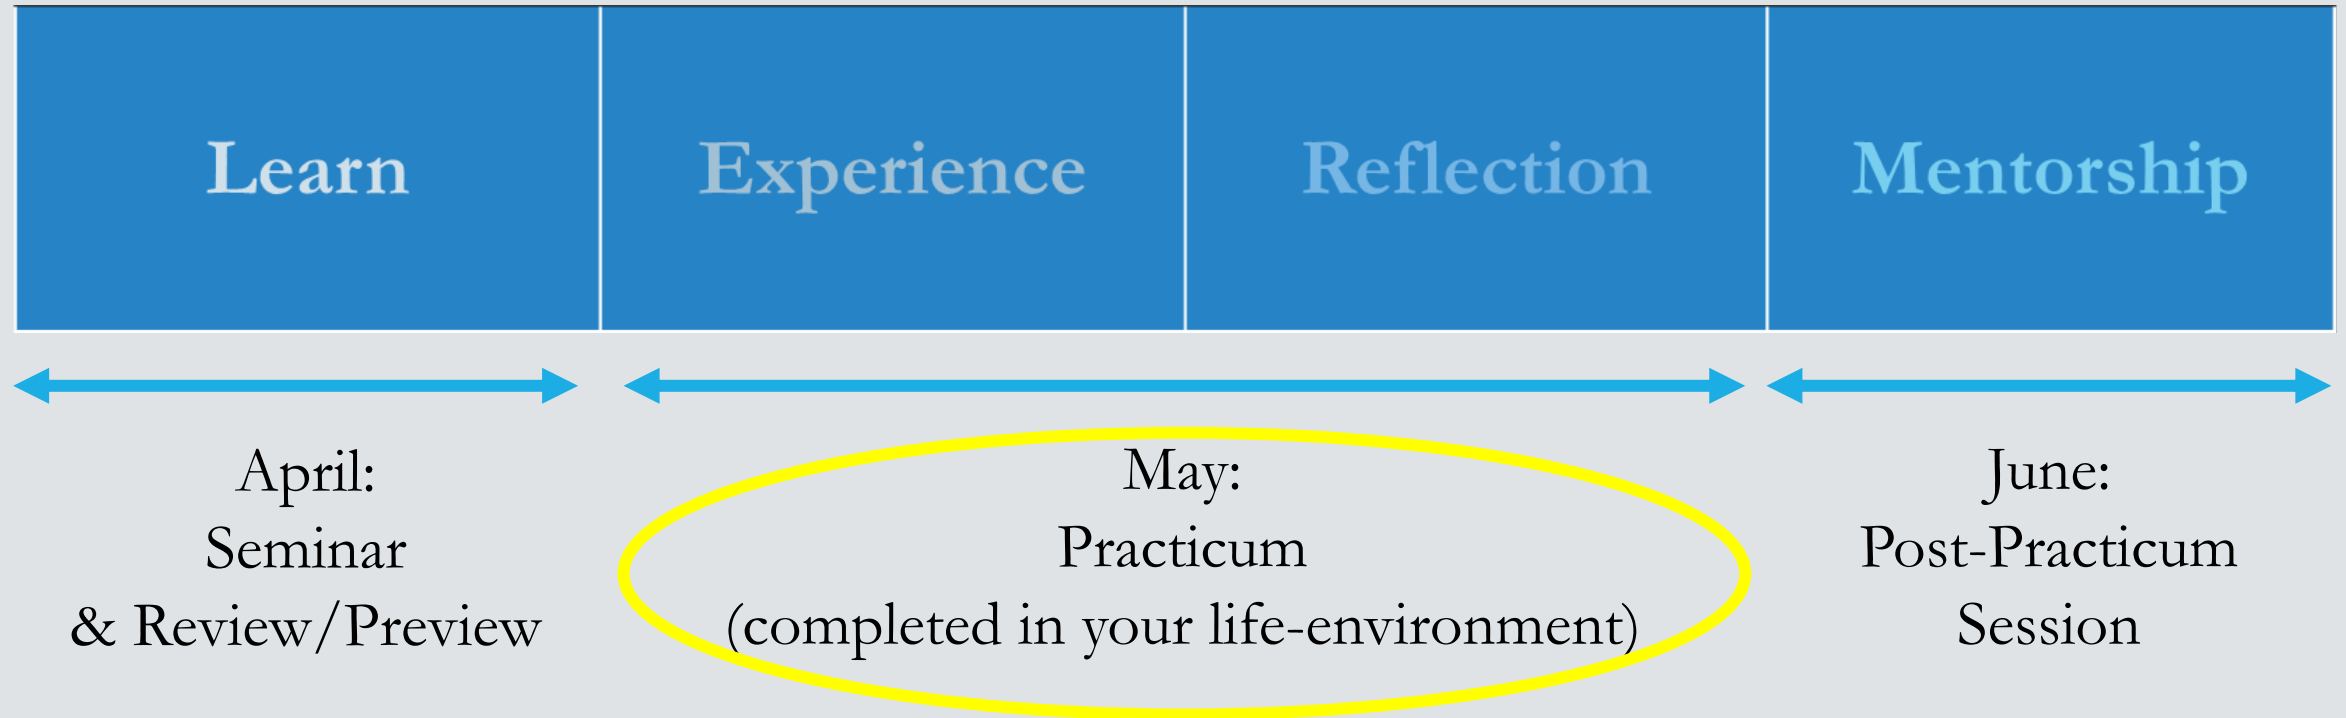 Learn
Experience
Reflection
Mentorship
April:
Seminar
& Review/Preview
May:
Practicum
(completed in your life-environment)
June:
Post-Practicum
Session